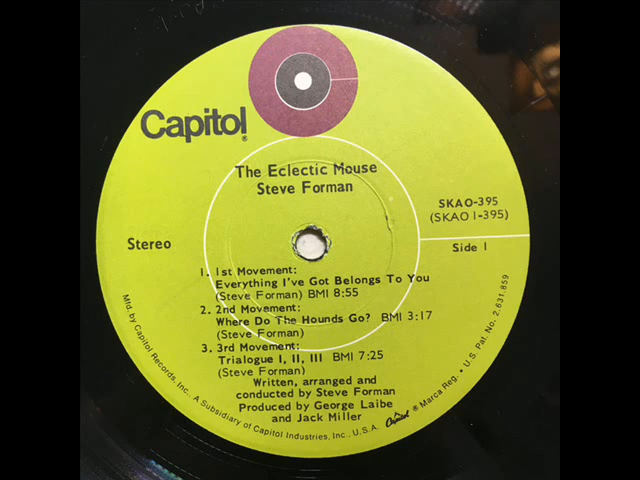 Capitol®
The Eclectic Mouse
Steve Forman
SKAO-395
(SKAO 1-395)
Stereo
Side 1
1. 1st Movement:
Everything I've Got Belongs To You
(Steve Forman) BMI 8:55
2. 2nd Movement:
Where Do The Hounds Go? BMI 3:17
(Steve Forman)
3. 3rd Movement:
Trialogue I, II, III BMI 7:25
(Steve Forman)
Written, arranged and
conducted by Steve Forman
Produced by George Laibe
and Jack Miller
Mfd. by Capitol Records, Inc., A Subsidiary of Capitol Industries, Inc., U.S.A. Capitol ® Marca Reg. • U.S. Pat. No. 2,631,859